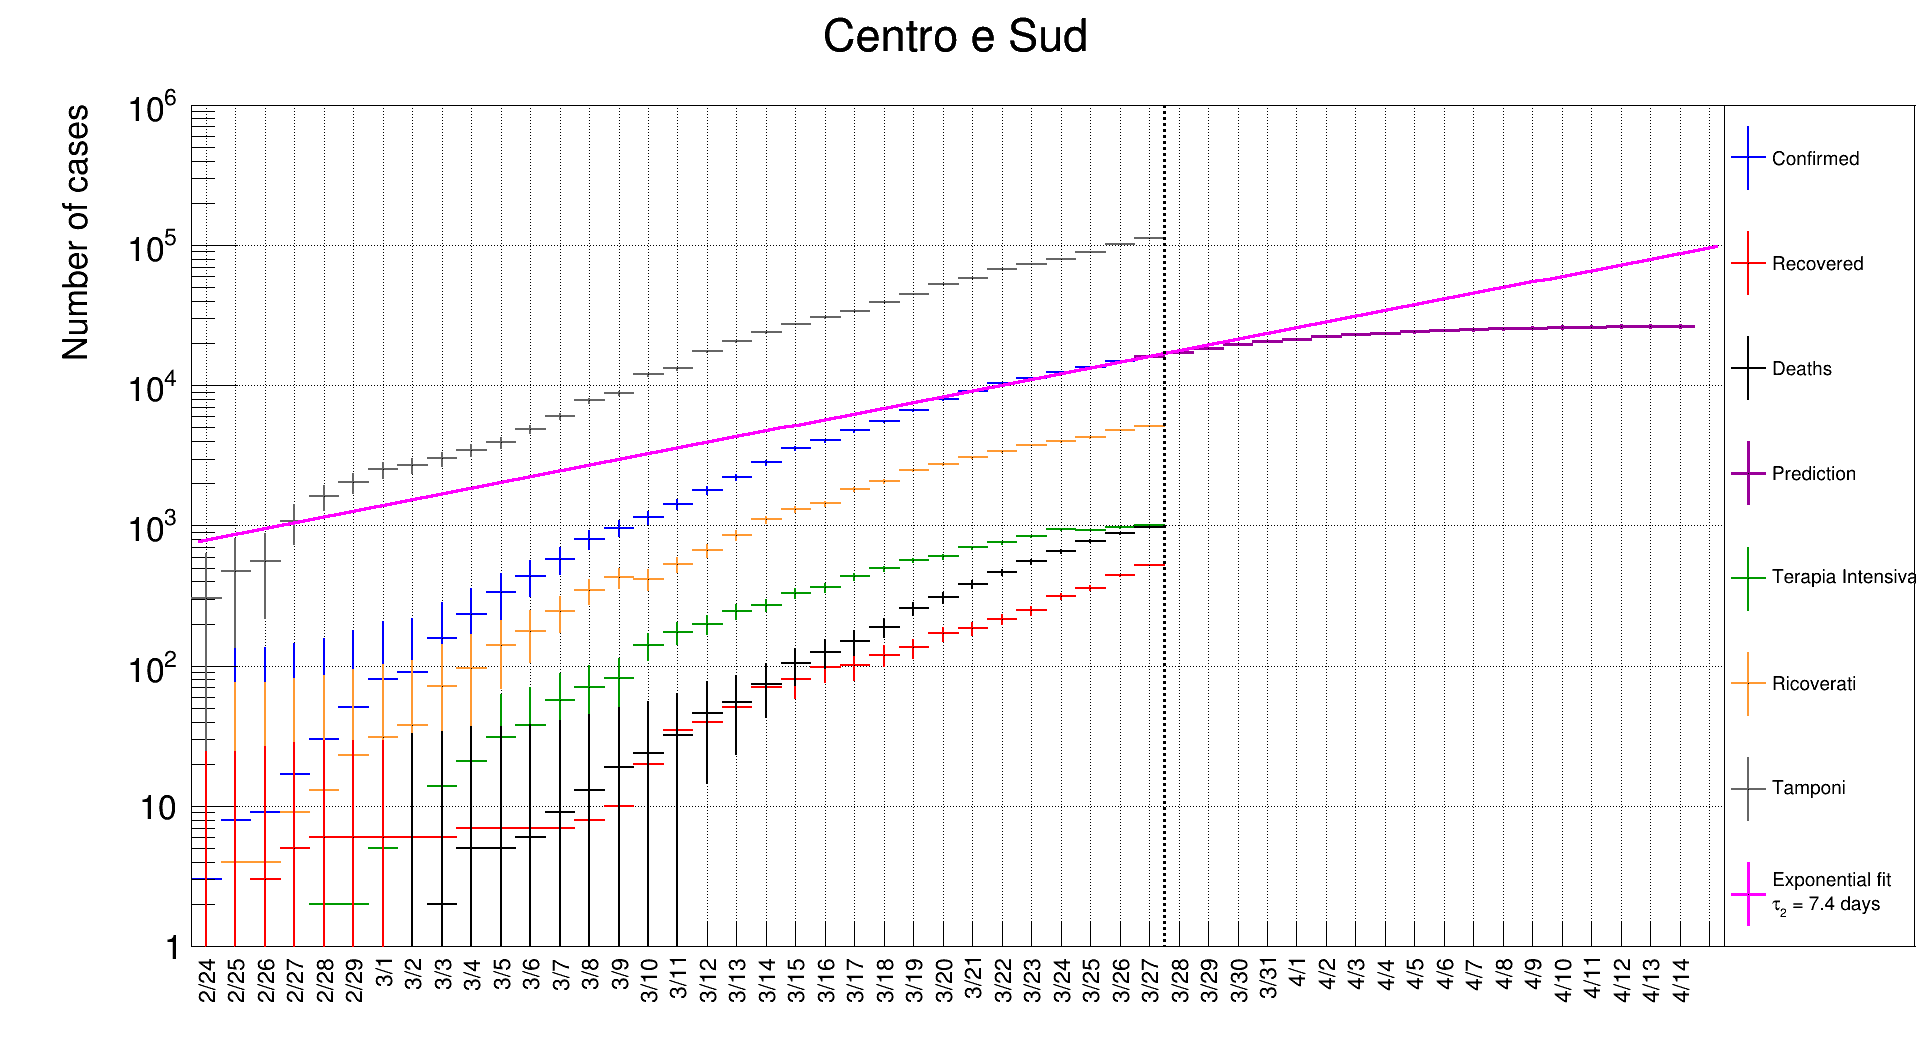 Centro e Sud
Number of cases
10^6
10^5
10^4
10^3
10^2
10
1
2/24 2/25 2/26 2/27 2/28 2/29 3/1 3/2 3/3 3/4 3/5 3/6 3/7 3/8 3/9 3/10 3/11 3/12 3/13 3/14 3/15 3/16 3/17 3/18 3/19 3/20 3/21 3/22 3/23 3/24 3/25 3/26 3/27 3/28 3/29 3/30 3/31 4/1 4/2 4/3 4/4 4/5 4/6 4/7 4/8 4/9 4/10 4/11 4/12 4/13 4/14
Confirmed
Recovered
Deaths
Prediction
Terapia Intensiva
Ricoverati
Tamponi
Exponential fit
τ₂ = 7.4 days